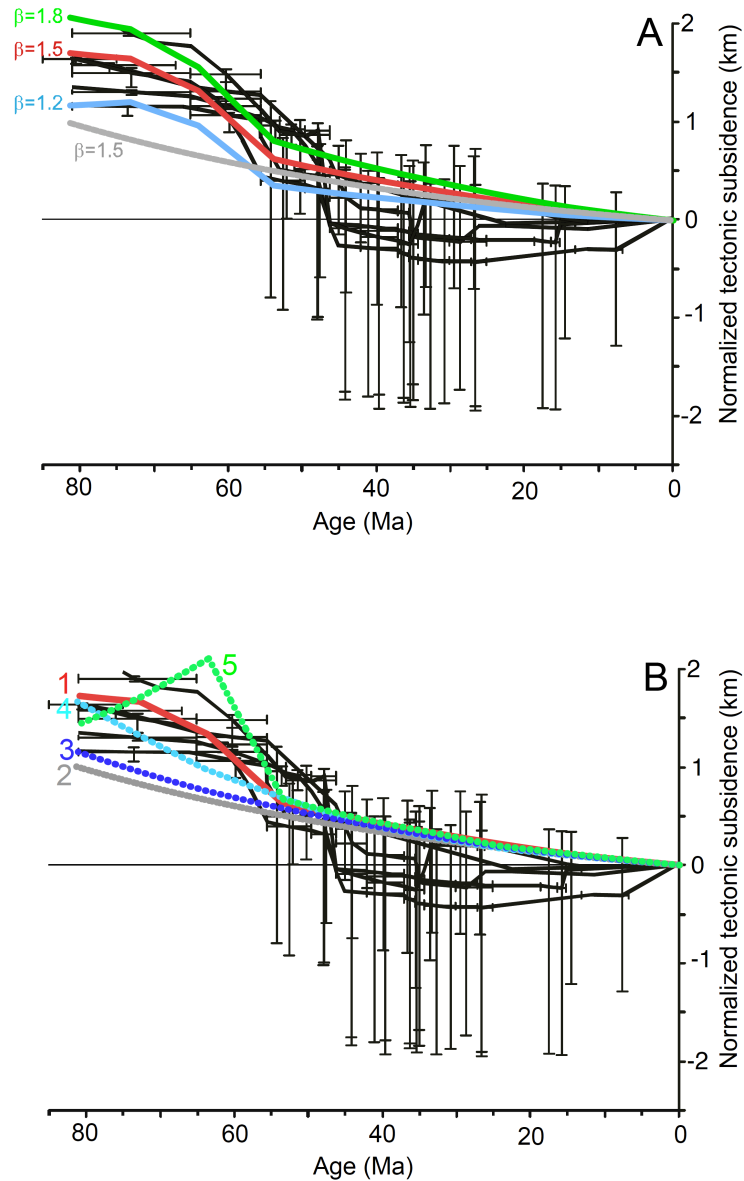 A
β=1.8
β=1.5
β=1.2
β=1.5
2
1
0
-1
-2
Normalized tectonic subsidence (km)
80 60 40 20 0
Age (Ma)
B
1
4
3
2
5
2
1
0
-1
-2
Normalized tectonic subsidence (km)
80 60 40 20 0
Age (Ma)